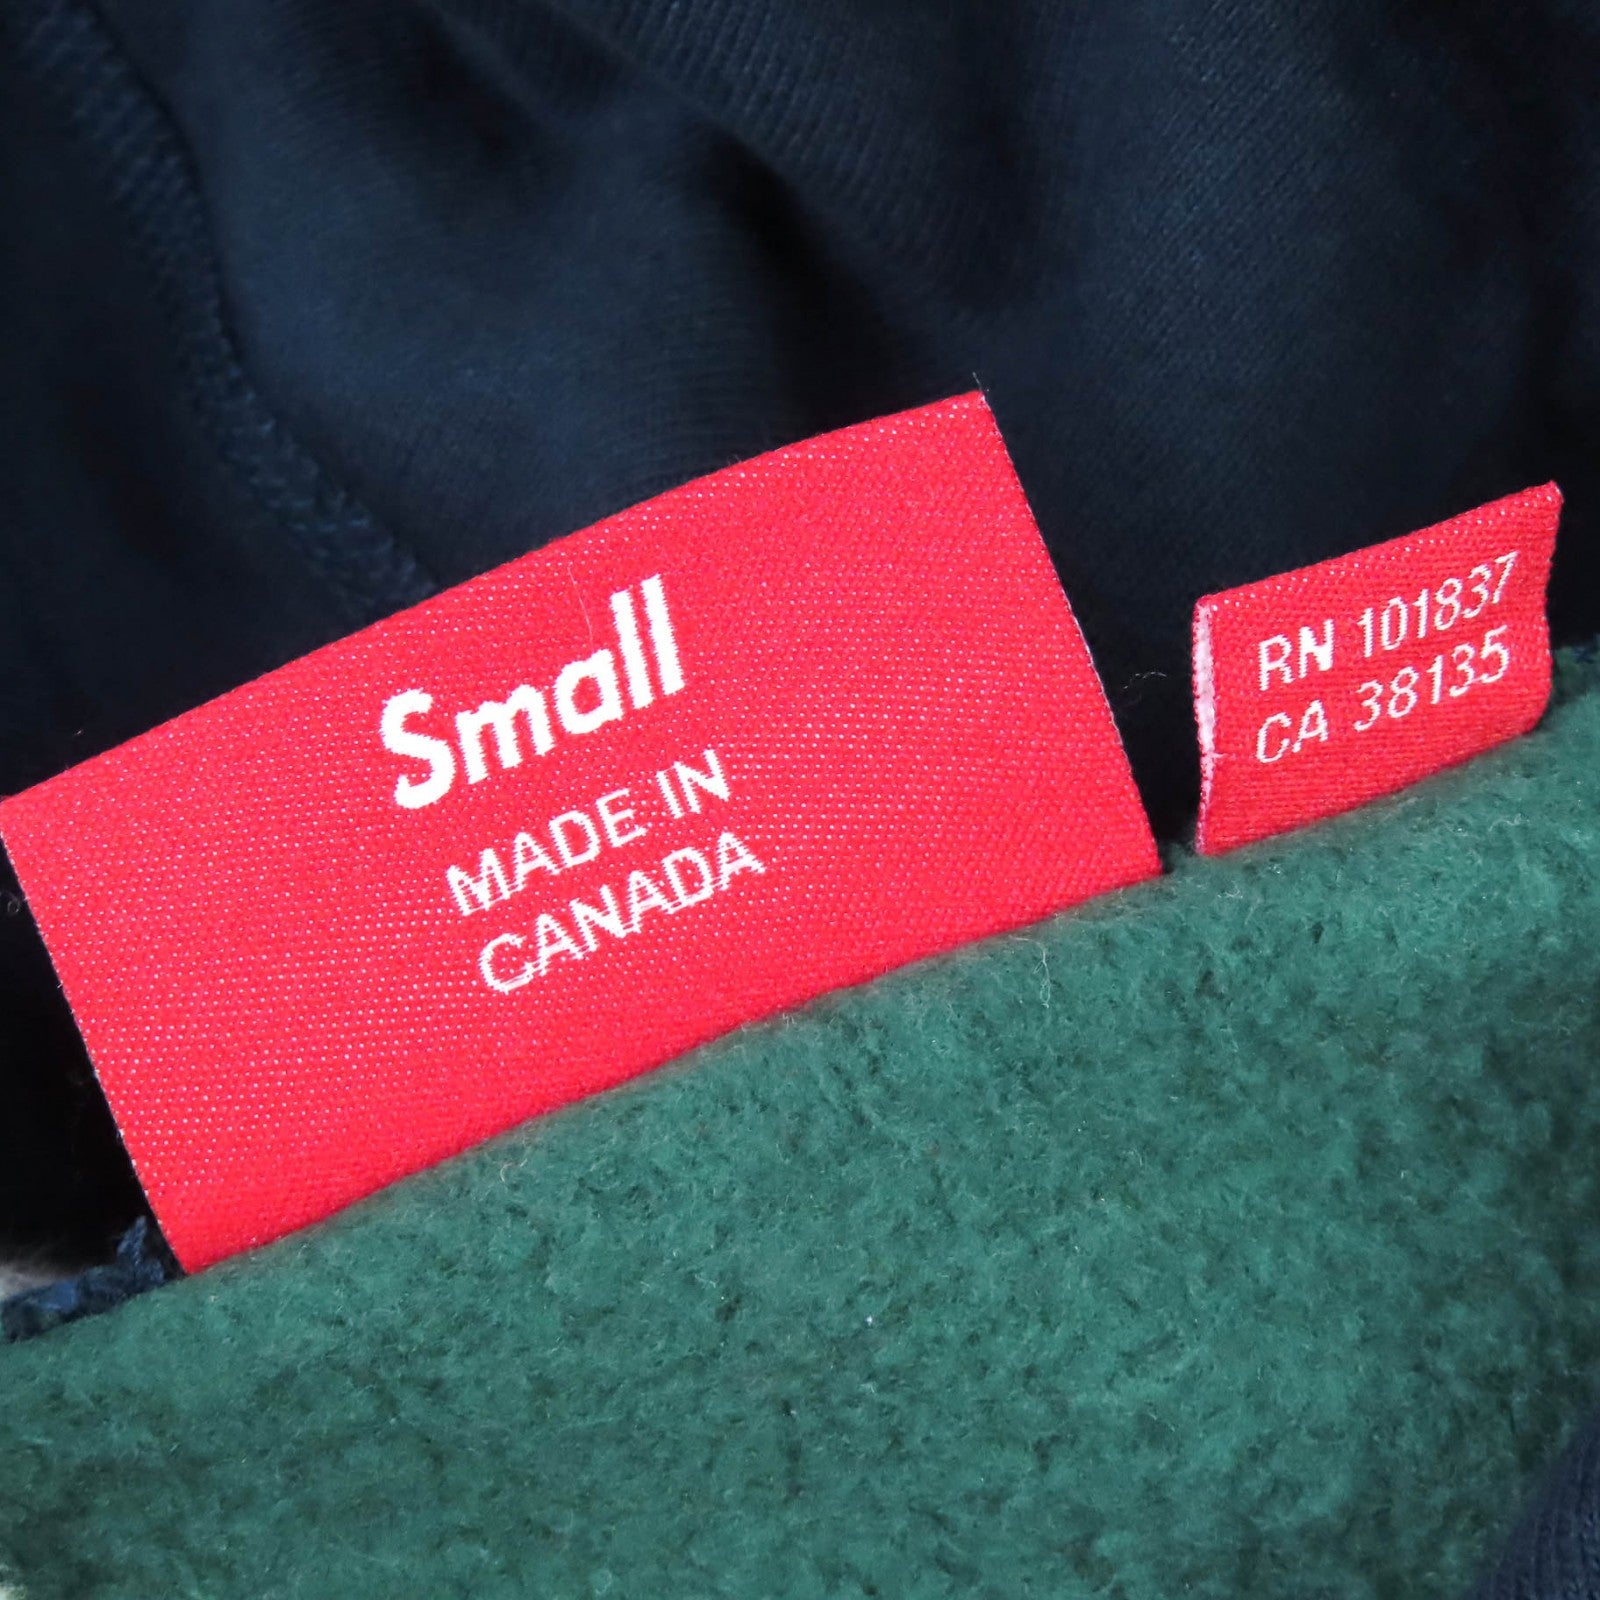 Small
MADE IN
CANADA
RN 101837
CA 38135